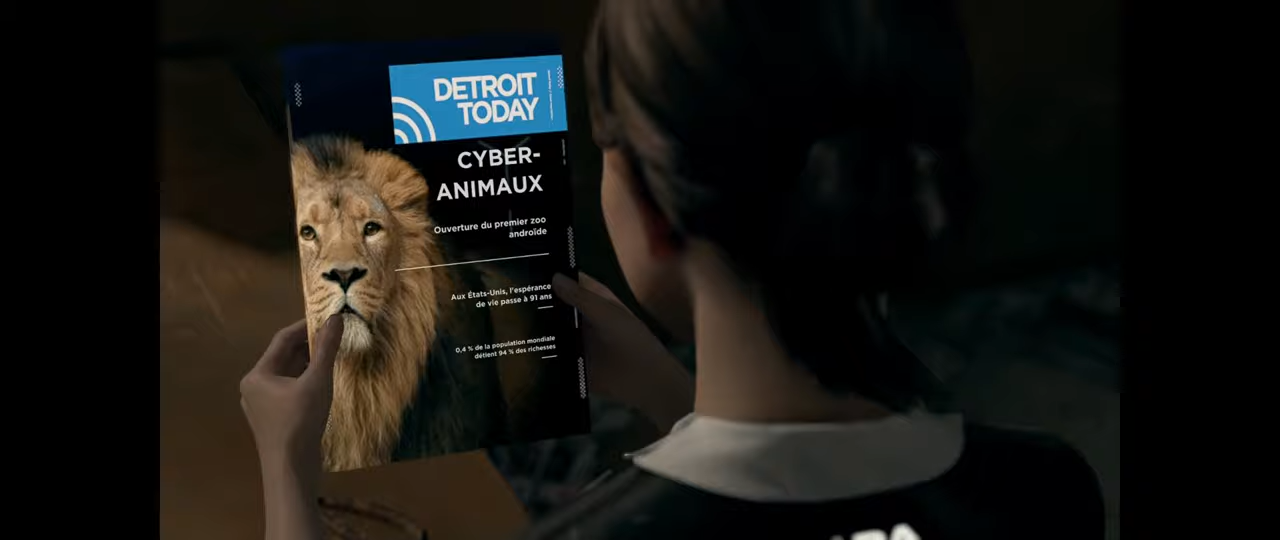 DETROIT
TODAY
CYBER-
ANIMAUX
Ouverture du premier zoo
androïde
Aux États-Unis, l'espérance
de vie passe à 91 ans
0,4 % de la population mondiale
détient 94 % des richesses